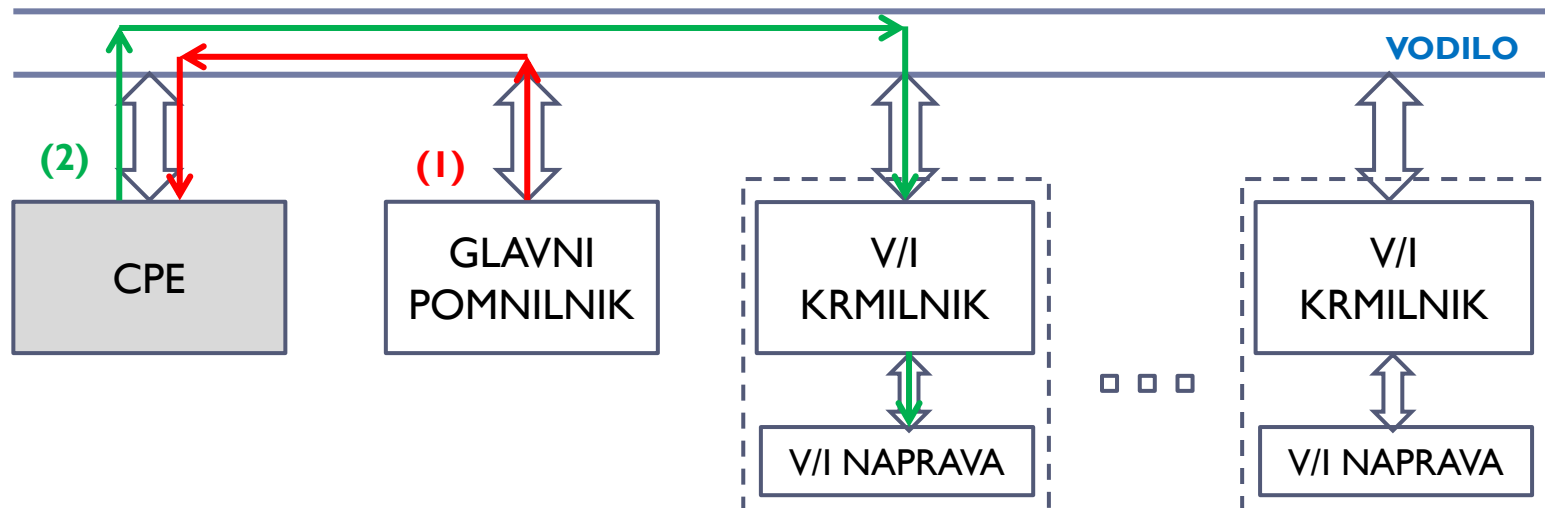 VODILO
(2)
(1)
CPE
GLAVNI
POMNILNIK
V/I
KRMILNIK
V/I
KRMILNIK
V/I NAPRAVA
V/I NAPRAVA